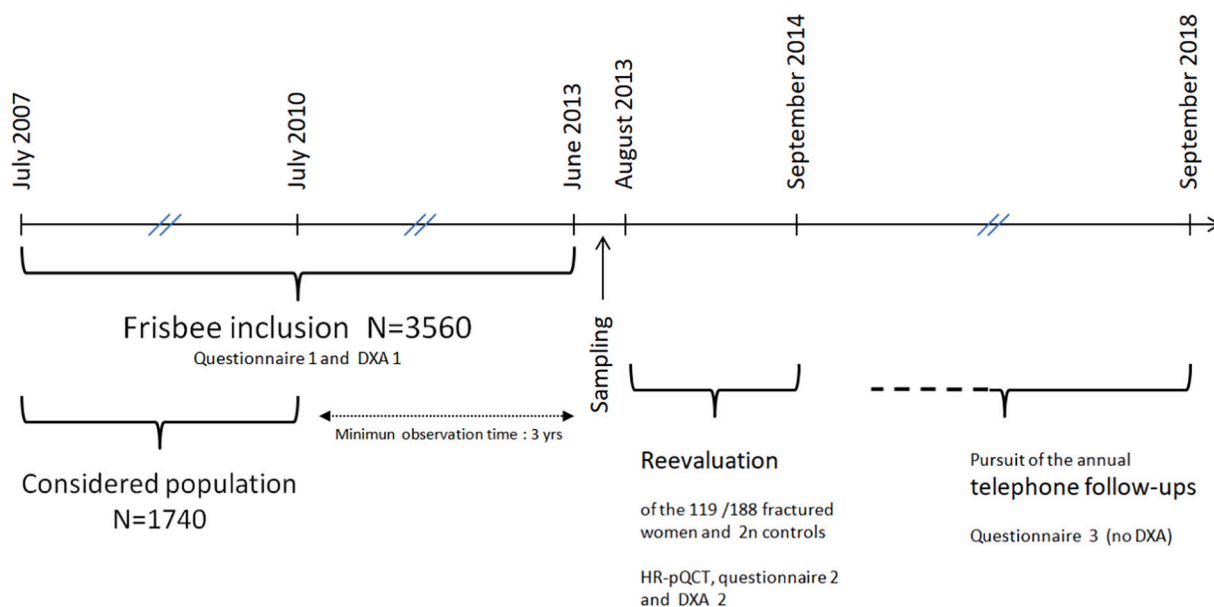 July 2007
July 2010
June 2013
August 2013
September 2014
September 2018
Sampling
Frisbee inclusion N=3560
Questionnaire 1 and DXA 1
Minimun observation time : 3 yrs
Considered population
N=1740
Reevaluation
of the 119 /188 fractured
women and 2n controls
HR-pQCT, questionnaire 2
and DXA 2
Pursuit of the annual
telephone follow-ups
Questionnaire 3 (no DXA)